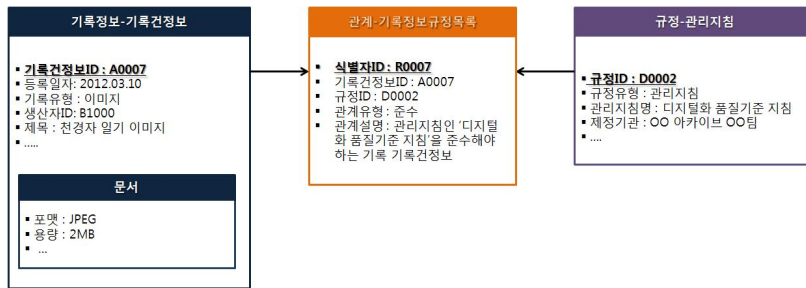 기록정보-기록건정보
▪ 기록건정보ID : A0007
▪ 등록일자: 2012.03.10
▪ 기록유형 : 이미지
▪ 생산자ID: B1000
▪ 제목 : 천경자 일기 이미지
▪ …..
문서
▪ 포맷 : JPEG
▪ 용량 : 2MB
▪ …
관계-기록정보규정목록
▪ 식별자ID : R0007
▪ 기록건정보ID : A0007
▪ 규정ID : D0002
▪ 관계유형 : 준수
▪ 관계설명 : 관리지침인 ‘디지털
화 품질기준 지침’을 준수해야
하는 기록 기록건정보
규정-관리지침
▪ 규정ID : D0002
▪ 규정유형 : 관리지침
▪ 관리지침명 : 디지털화 품질기준 지침
▪ 제정기관 : OO 아카이브 OO팀
▪ ….